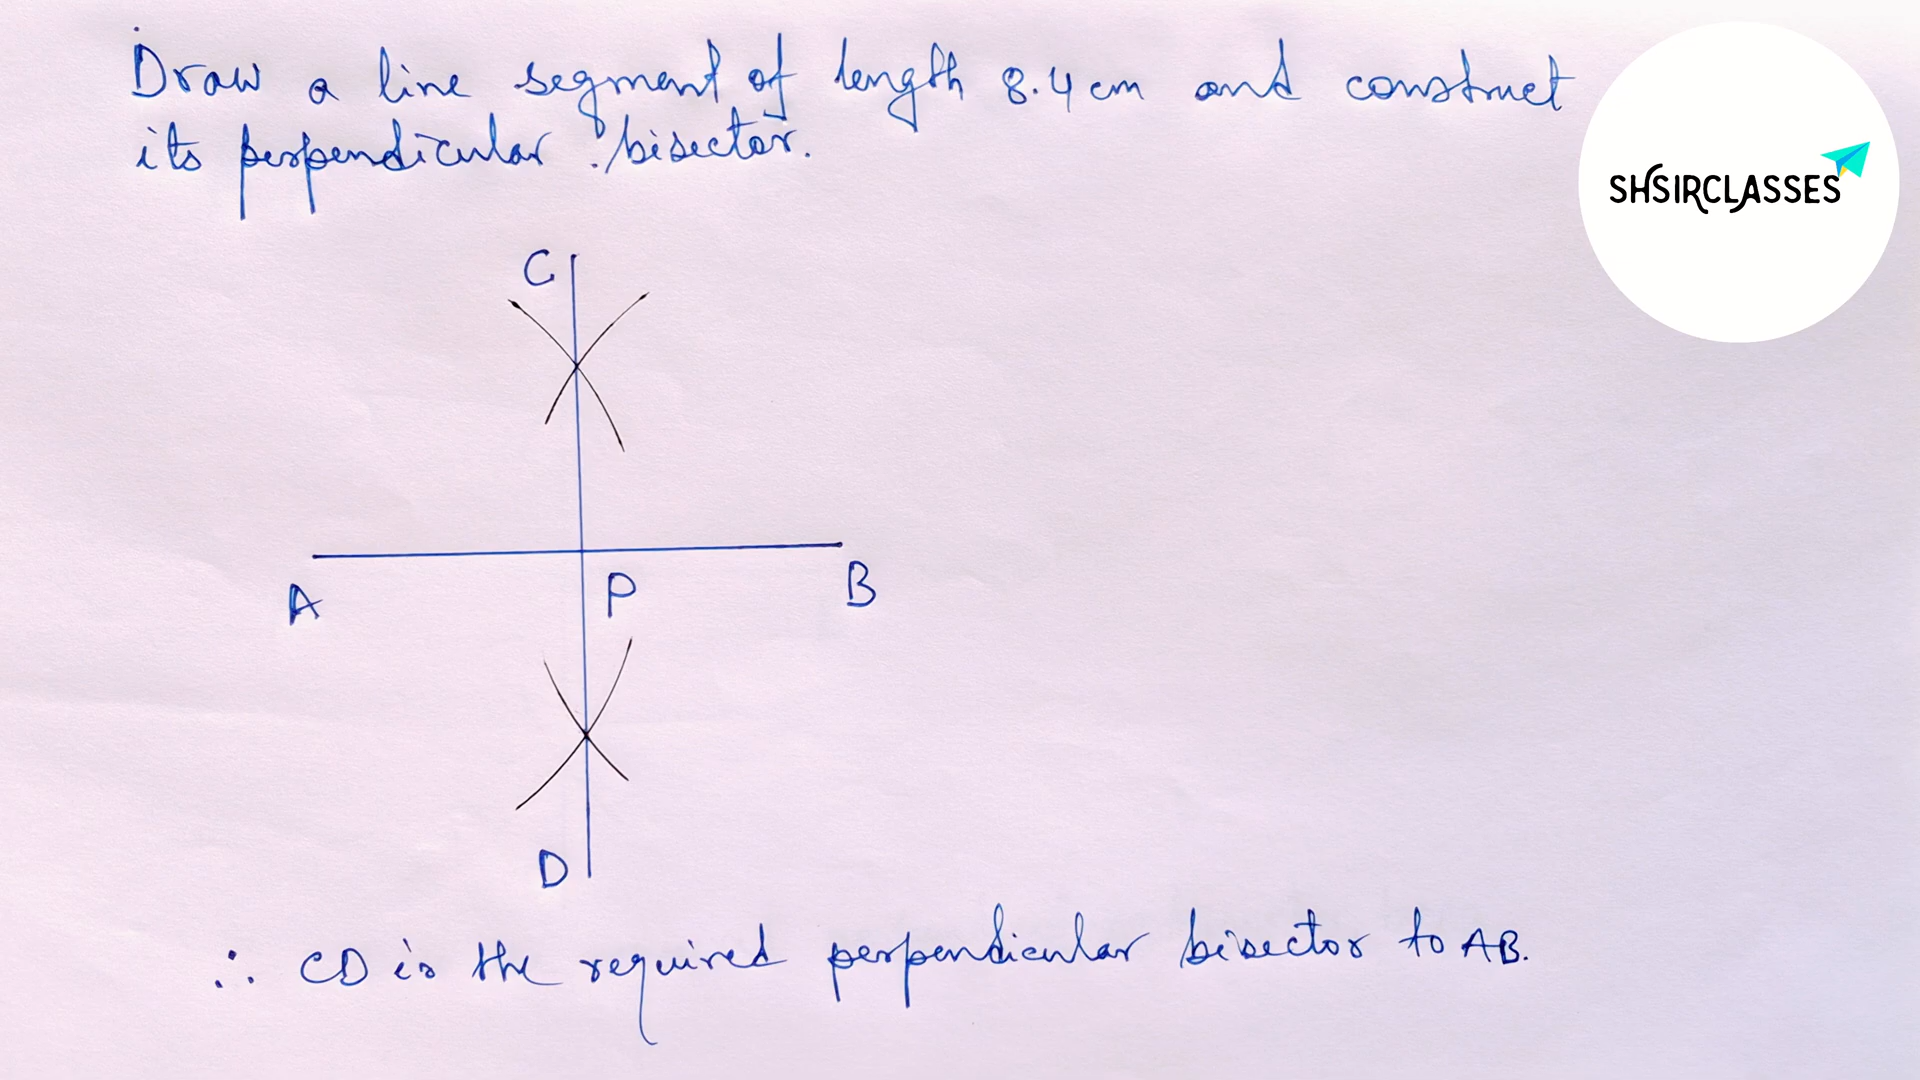 Draw a line segment of length 8.4 cm and construct
its perpendicular bisector.
SHSIRCLASSES
C
A
P
B
D
∴ CD is the required perpendicular bisector to AB.